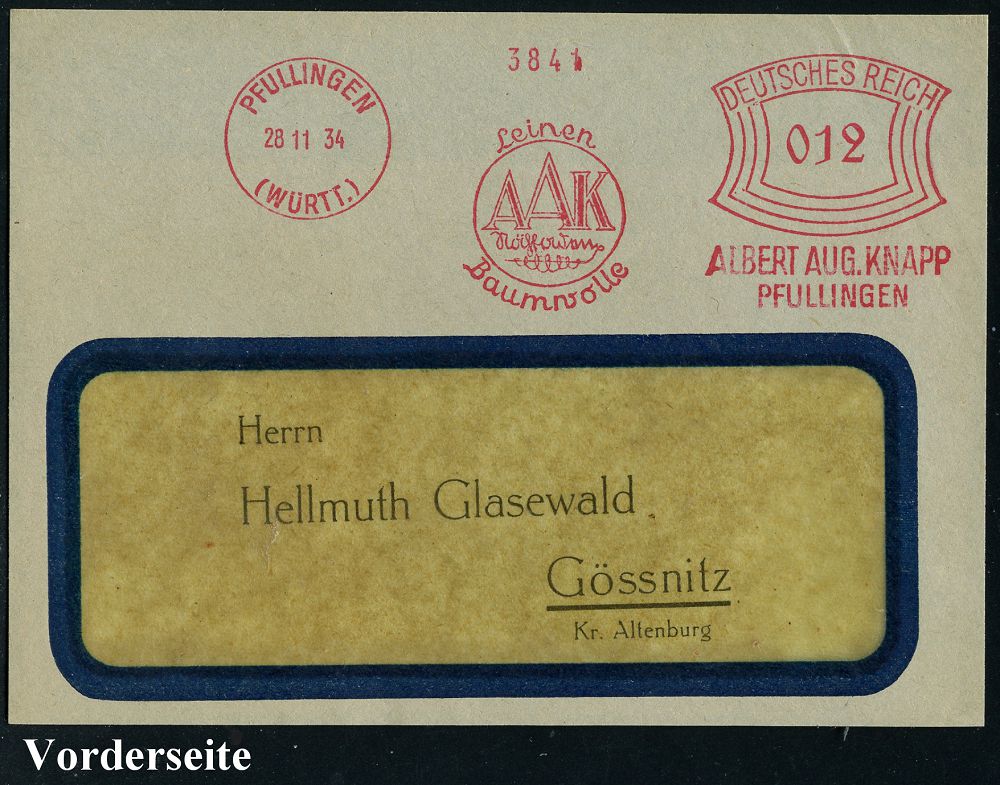 3841
PFULLINGEN
28 11 34
(WÜRTT.)
Leinen
AAK
Nähfaden
Baumwolle
DEUTSCHES REICH
012
ALBERT AUG. KNAPP
PFULLINGEN
Herrn
Hellmuth Glasewald
Gössnitz
Kr. Altenburg
Vorderseite